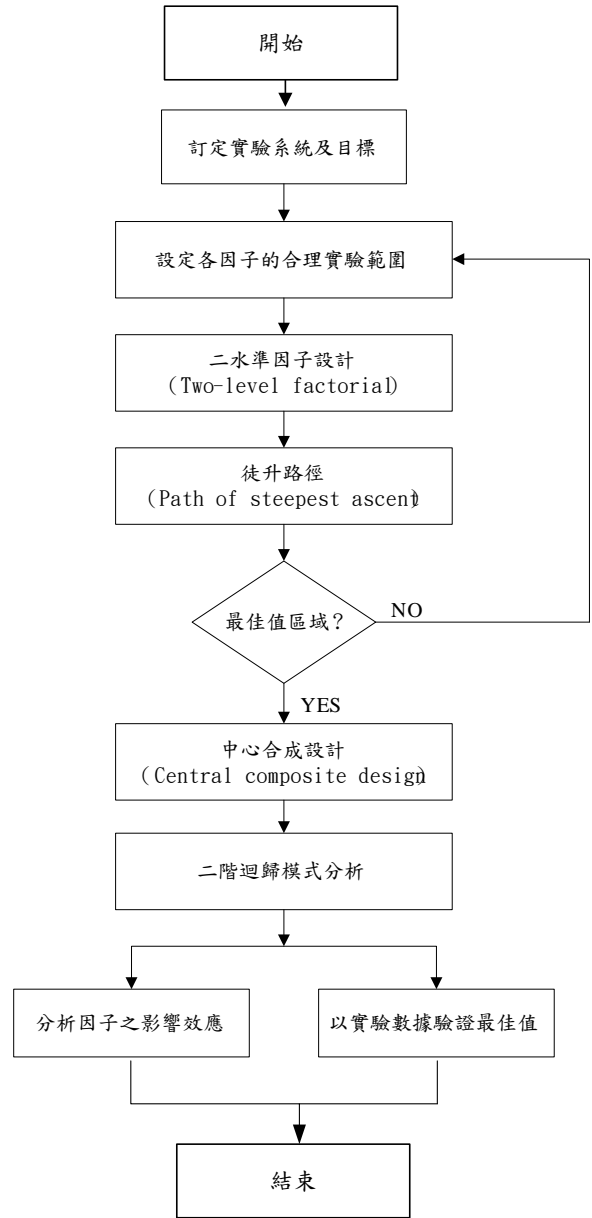 開始
訂定實驗系統及目標
設定各因子的合理實驗範圍
二水準因子設計
(Two-level factorial)
徒升路徑
(Path of steepest ascent)
最佳值區域?
NO
YES
中心合成設計
(Central composite design)
二階迴歸模式分析
分析因子之影響效應
以實驗數據驗證最佳值
結束